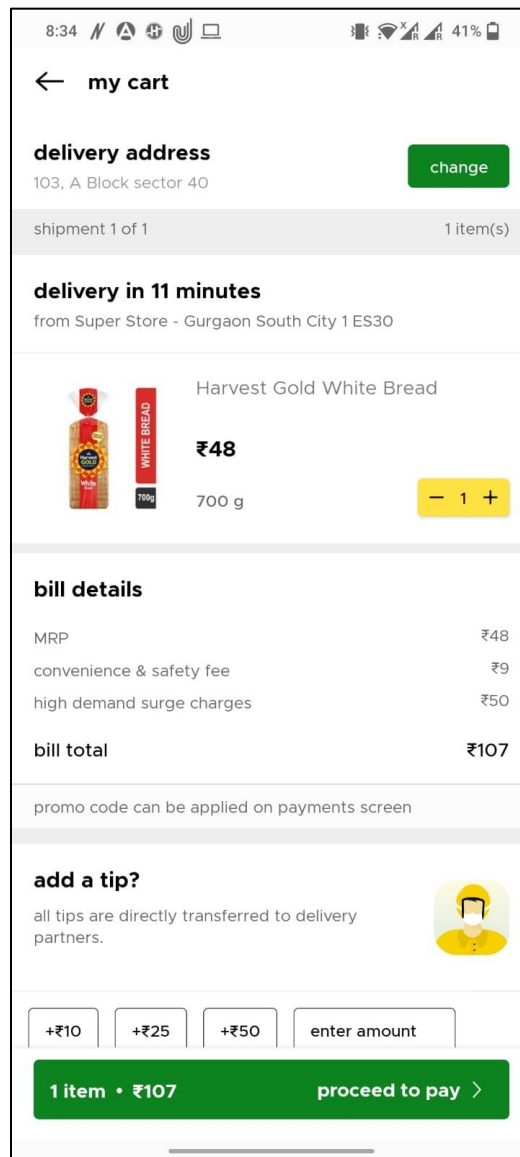 8:34
41%
my cart
delivery address
103, A Block sector 40
change
shipment 1 of 1
1 item(s)
delivery in 11 minutes
from Super Store - Gurgaon South City 1 ES30
Harvest Gold White Bread
₹48
700 g
- 1 +
Harvest
GOLD
White
Bread
WHITE BREAD
700g
bill details
MRP ₹48
convenience & safety fee ₹9
high demand surge charges ₹50
bill total ₹107
promo code can be applied on payments screen
add a tip?
all tips are directly transferred to delivery
partners.
+₹10 +₹25 +₹50 enter amount
1 item • ₹107 proceed to pay >